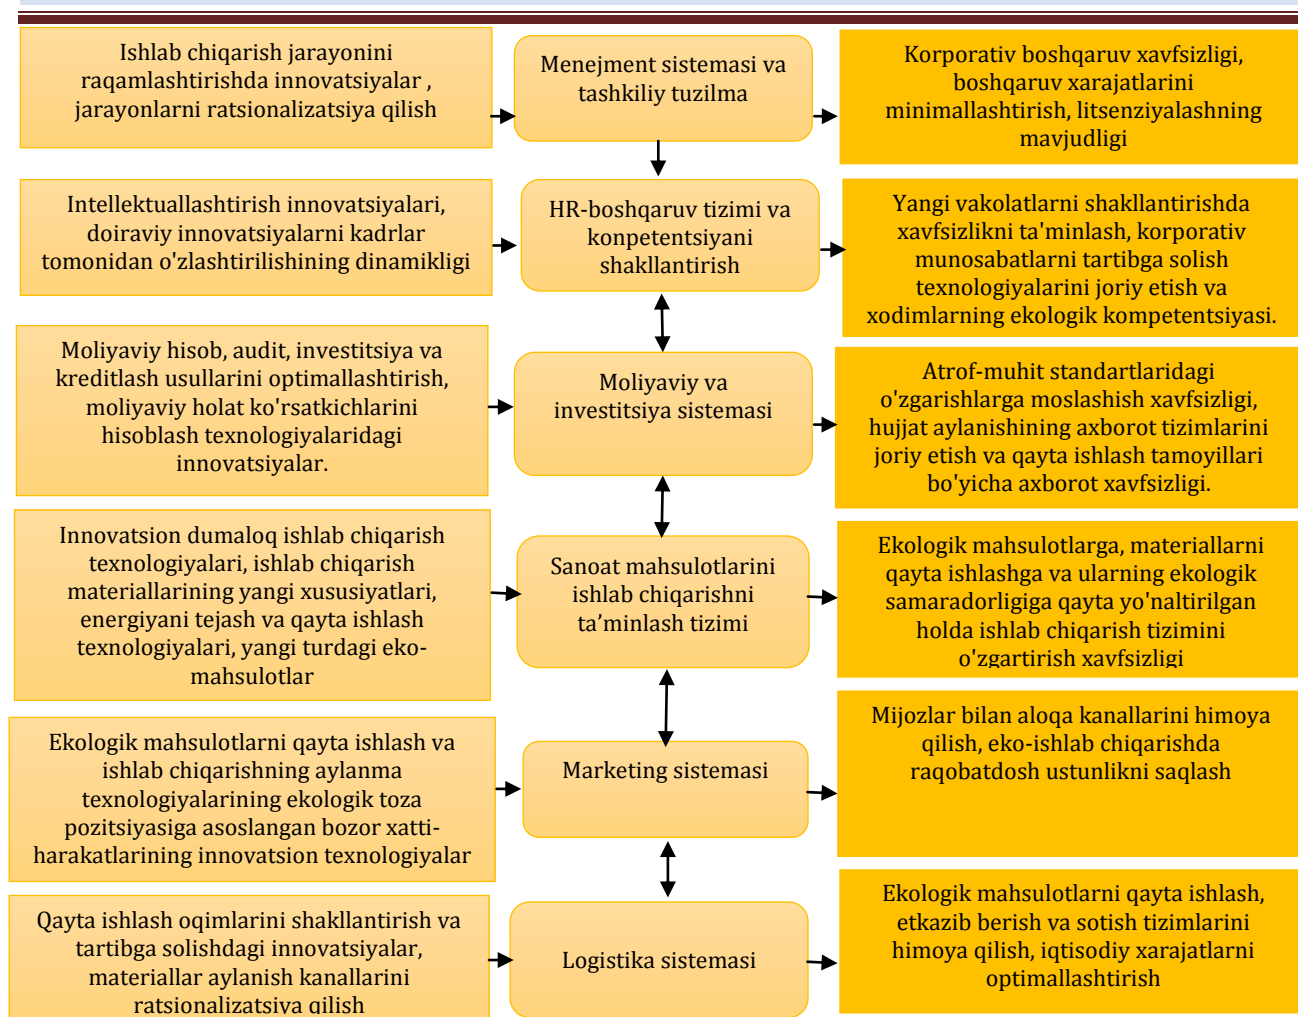 Ishlab chiqarish jarayonini
raqamlashtirishda innovatsiyalar ,
jarayonlarni ratsionalizatsiya qilish
Menejment sistemasi va
tashkiliy tuzilma
Korporativ boshqaruv xavfsizligi,
boshqaruv xarajatlarini
minimallashtirish, litsenziyalashning
mavjudligi
Intellektuallashtirish innovatsiyalari,
doiraviy innovatsiyalarni kadrlar
tomonidan o'zlashtirilishining dinamikligi
HR-boshqaruv tizimi va
konpetentsiyani
shakllantirish
Yangi vakolatlarni shakllantirishda
xavfsizlikni ta'minlash, korporativ
munosabatlarni tartibga solish
texnologiyalarini joriy etish va
xodimlarning ekologik kompetentsiyasi.
Moliyaviy hisob, audit, investitsiya va
kreditlash usullarini optimallashtirish,
moliyaviy holat ko'rsatkichlarini
hisoblash texnologiyalaridagi
innovatsiyalar.
Moliyaviy va
investitsiya sistemasi
Atrof-muhit standartlaridagi
o'zgarishlarga moslashish xavfsizligi,
hujjat aylanishining axborot tizimlarini
joriy etish va qayta ishlash tamoyillari
bo'yicha axborot xavfsizligi.
Innovatsion dumaloq ishlab chiqarish
texnologiyalari, ishlab chiqarish
materiallarining yangi xususiyatlari,
energiyani tejash va qayta ishlash
texnologiyalari, yangi turdagi eko-
mahsulotlar
Sanoat mahsulotlarini
ishlab chiqarishni
ta’minlash tizimi
Ekologik mahsulotlarga, materiallarni
qayta ishlashga va ularning ekologik
samaradorligiga qayta yo'naltirilgan
holda ishlab chiqarish tizimini
o'zgartirish xavfsizligi
Ekologik mahsulotlarni qayta ishlash va
ishlab chiqarishning aylanma
texnologiyalarining ekologik toza
pozitsiyasiga asoslangan bozor xatti-
harakatlarining innovatsion texnologiyalar
Marketing sistemasi
Mijozlar bilan aloqa kanallarini himoya
qilish, eko-ishlab chiqarishda
raqobatdosh ustunlikni saqlash
Qayta ishlash oqimlarini shakllantirish va
tartibga solishdagi innovatsiyalar,
materiallar aylanish kanallarini
ratsionalizatsiya qilish
Logistika sistemasi
Ekologik mahsulotlarni qayta ishlash,
etkazib berish va sotish tizimlarini
himoya qilish, iqtisodiy xarajatlarni
optimallashtirish